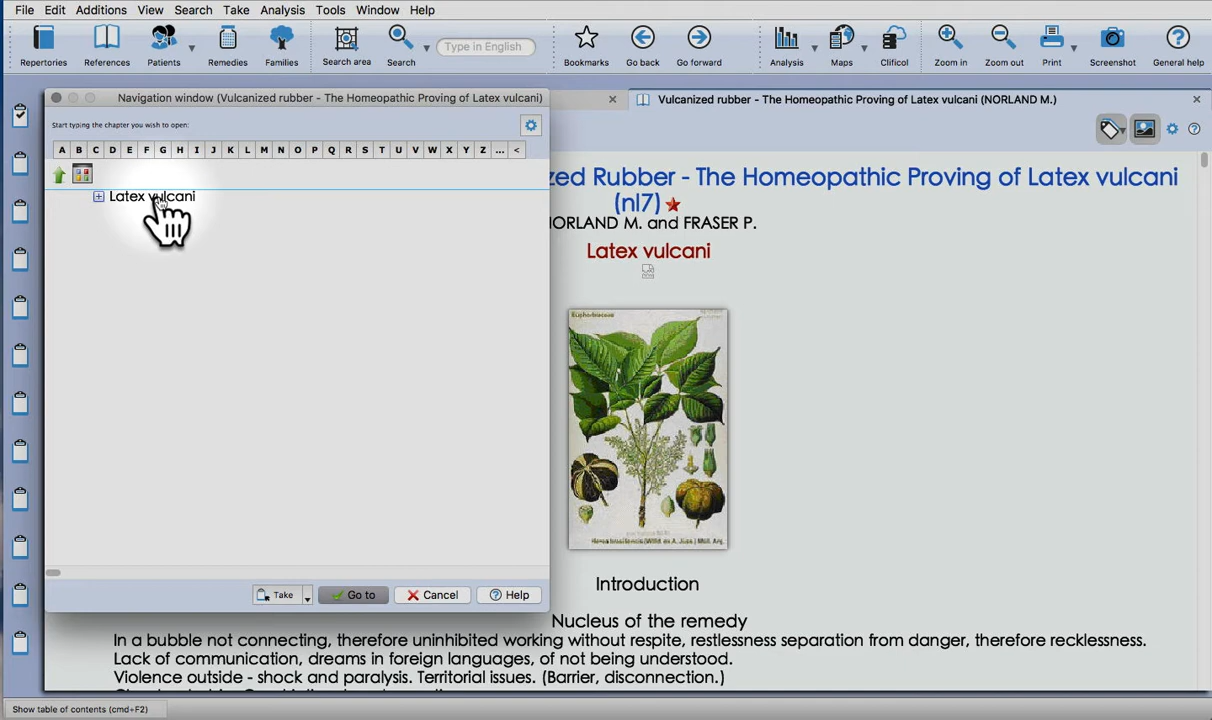 File Edit Additions View Search Take Analysis Tools Window Help
Repertories References Patients Remedies Families Search area Search Type in English Bookmarks Go back Go forward Analysis Maps Clificol Zoom in Zoom out Print Screenshot General help
Navigation window (Vulcanized rubber - The Homeopathic Proving of Latex vulcani)
Vulcanized rubber - The Homeopathic Proving of Latex vulcani (NORLAND M.)
Start typing the chapter you wish to open:
A B C D E F G H I J K L M N O P Q R S T U V W X Y Z ... <
Latex vulcani
zed Rubber - The Homeopathic Proving of Latex vulcani
(nl7)
NORLAND M. and FRASER P.
Latex vulcani
Introduction
Take Go to Cancel Help
Nucleus of the remedy
In a bubble not connecting, therefore uninhibited working without respite, restlessness separation from danger, therefore recklessness.
Lack of communication, dreams in foreign languages, of not being understood.
Violence outside - shock and paralysis. Territorial issues. (Barrier, disconnection.)
Show table of contents (cmd+F2)